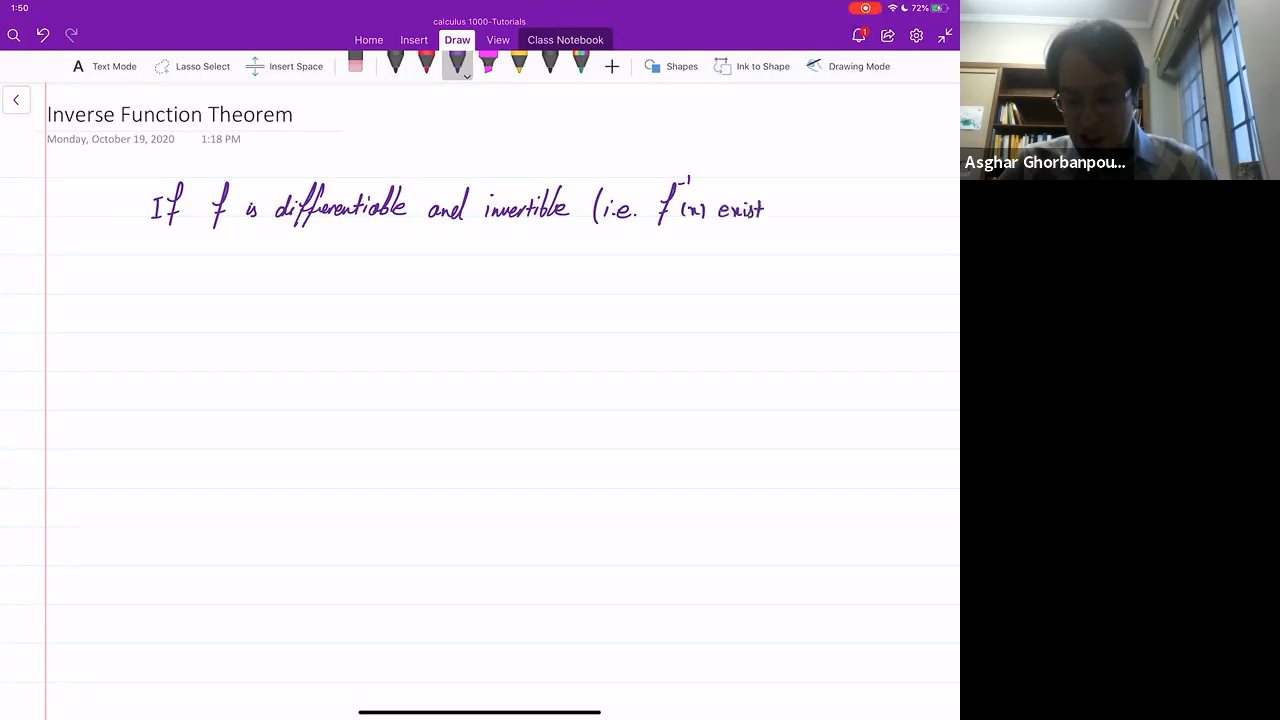 1:50
72%
calculus 1000-Tutorials
Home Insert Draw View Class Notebook
1
A Text Mode Lasso Select Insert Space Shapes Ink to Shape Drawing Mode
Inverse Function Theorem
Monday, October 19, 2020 1:18 PM
If f is differentiable and invertible (i.e. f⁻¹(x) exist
Asghar Ghorbanpou...